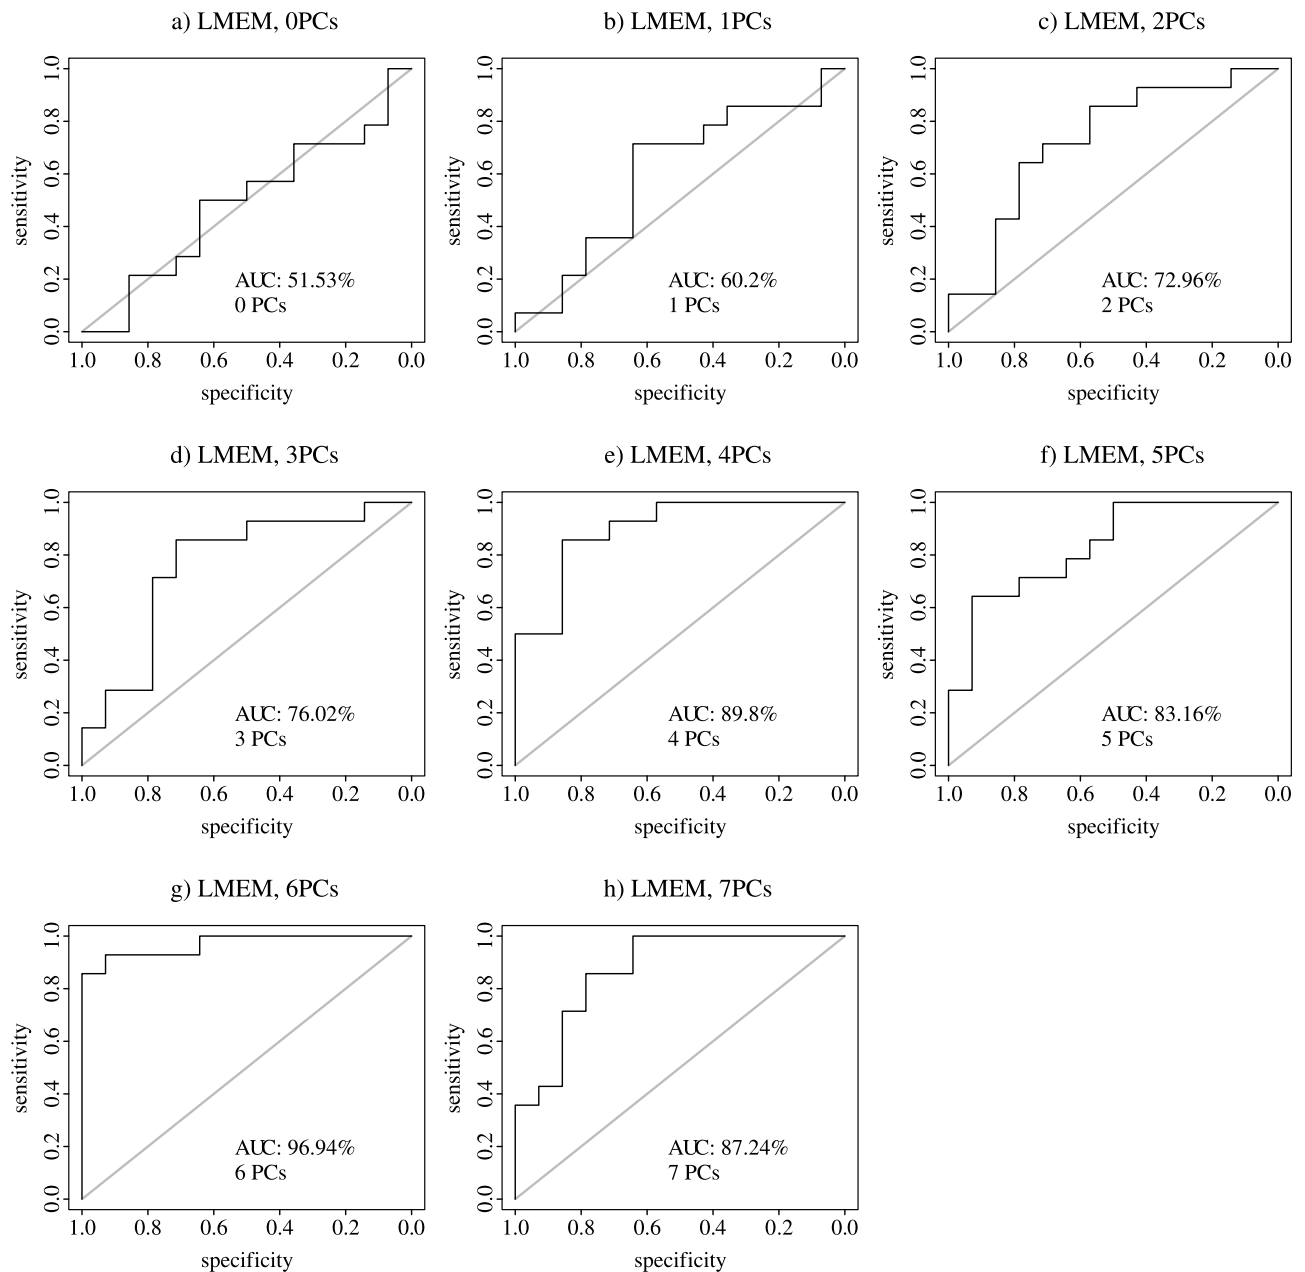 a) LMEM, 0PCs
sensitivity
0.0 0.2 0.4 0.6 0.8 1.0
AUC: 51.53%
0 PCs
1.0 0.8 0.6 0.4 0.2 0.0
specificity
b) LMEM, 1PCs
sensitivity
0.0 0.2 0.4 0.6 0.8 1.0
AUC: 60.2%
1 PCs
1.0 0.8 0.6 0.4 0.2 0.0
specificity
c) LMEM, 2PCs
sensitivity
0.0 0.2 0.4 0.6 0.8 1.0
AUC: 72.96%
2 PCs
1.0 0.8 0.6 0.4 0.2 0.0
specificity
d) LMEM, 3PCs
sensitivity
0.0 0.2 0.4 0.6 0.8 1.0
AUC: 76.02%
3 PCs
1.0 0.8 0.6 0.4 0.2 0.0
specificity
e) LMEM, 4PCs
sensitivity
0.0 0.2 0.4 0.6 0.8 1.0
AUC: 89.8%
4 PCs
1.0 0.8 0.6 0.4 0.2 0.0
specificity
f) LMEM, 5PCs
sensitivity
0.0 0.2 0.4 0.6 0.8 1.0
AUC: 83.16%
5 PCs
1.0 0.8 0.6 0.4 0.2 0.0
specificity
g) LMEM, 6PCs
sensitivity
0.0 0.2 0.4 0.6 0.8 1.0
AUC: 96.94%
6 PCs
1.0 0.8 0.6 0.4 0.2 0.0
specificity
h) LMEM, 7PCs
sensitivity
0.0 0.2 0.4 0.6 0.8 1.0
AUC: 87.24%
7 PCs
1.0 0.8 0.6 0.4 0.2 0.0
specificity